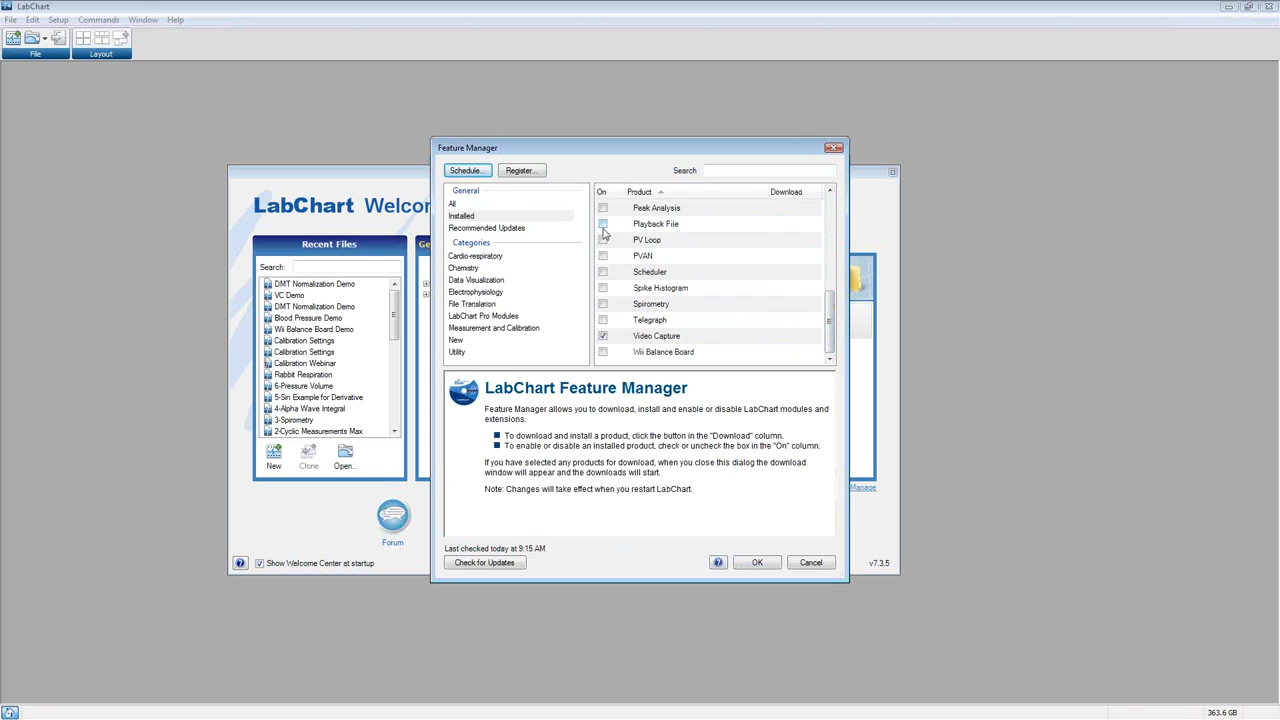 LabChart
File Edit Setup Commands Window Help
File Layout
LabChart Welco
Recent Files
Ge
Search:
DMT Normalization Demo
VC Demo
DMT Normalization Demo
Blood Pressure Demo
Wii Balance Board Demo
Calibration Settings
Calibration Settings
Calibration Webinar
Rabbit Respiration
6-Pressure Volume
5-Sin Example for Derivative
4-Alpha Wave Integral
3-Spirometry
2-Cyclic Measurements Max
New Clone Open...
Forum
Show Welcome Center at startup
Manage
v7.3.5
Feature Manager
Schedule... Register... Search
General
All
Installed
Recommended Updates
Categories
Cardio-respiratory
Chemistry
Data Visualization
Electrophysiology
File Translation
LabChart Pro Modules
Measurement and Calibration
New
Utility
On Product Download
Peak Analysis
Playback File
PV Loop
PVAN
Scheduler
Spike Histogram
Spirometry
Telegraph
Video Capture
Wii Balance Board
LabChart Feature Manager
Feature Manager allows you to download, install and enable or disable LabChart modules and
extensions.
To download and install a product, click the button in the "Download" column.
To enable or disable an installed product, check or uncheck the box in the "On" column.
If you have selected any products for download, when you close this dialog the download
window will appear and the downloads will start.
Note: Changes will take effect when you restart LabChart.
Last checked today at 9:15 AM
Check for Updates OK Cancel
363.6 GB